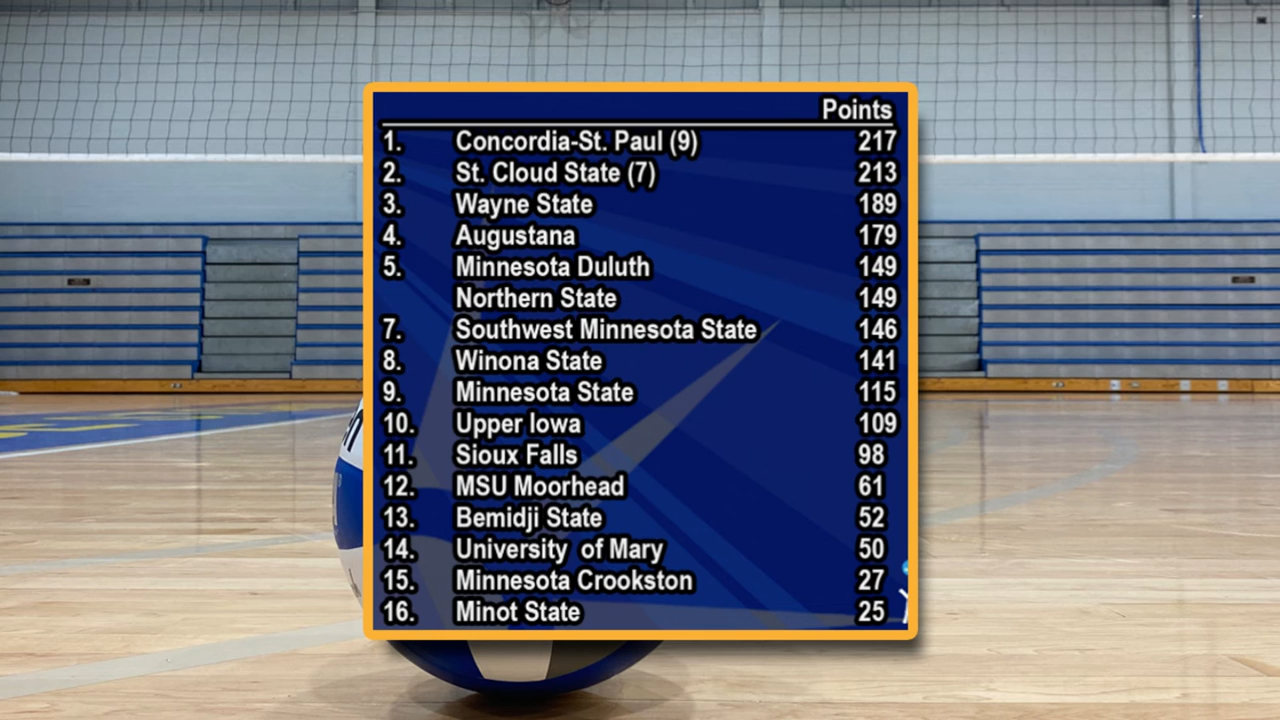 Points
1. Concordia-St. Paul (9) 217
2. St. Cloud State (7) 213
3. Wayne State 189
4. Augustana 179
5. Minnesota Duluth 149
Northern State 149
7. Southwest Minnesota State 146
8. Winona State 141
9. Minnesota State 115
10. Upper Iowa 109
11. Sioux Falls 98
12. MSU Moorhead 61
13. Bemidji State 52
14. University of Mary 50
15. Minnesota Crookston 27
16. Minot State 25